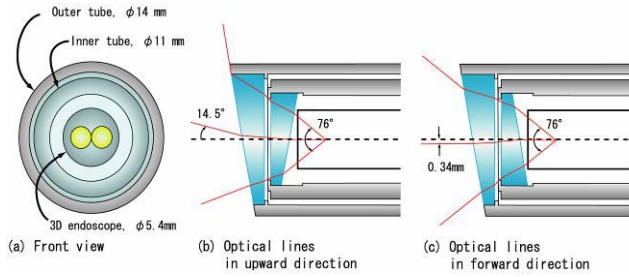 Outer tube, φ14 mm
Inner tube, φ11 mm
3D endoscope, φ5.4mm
(a) Front view
14.5°
76°
(b) Optical lines
in upward direction
76°
0.34mm
(c) Optical lines
in forward direction